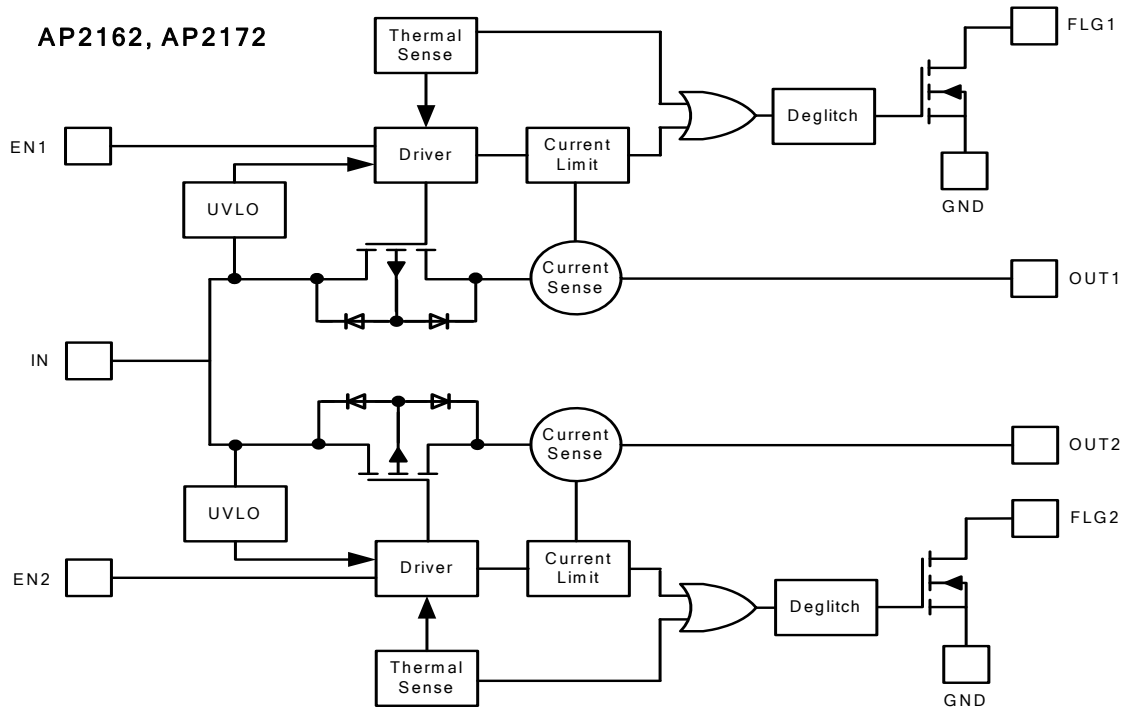 AP2162, AP2172
FLG1
Thermal
Sense
Deglitch
EN1
Driver
Current
Limit
UVLO
GND
Current
Sense
OUT1
IN
Current
Sense
OUT2
UVLO
FLG2
Driver
Current
Limit
EN2
Deglitch
Thermal
Sense
GND